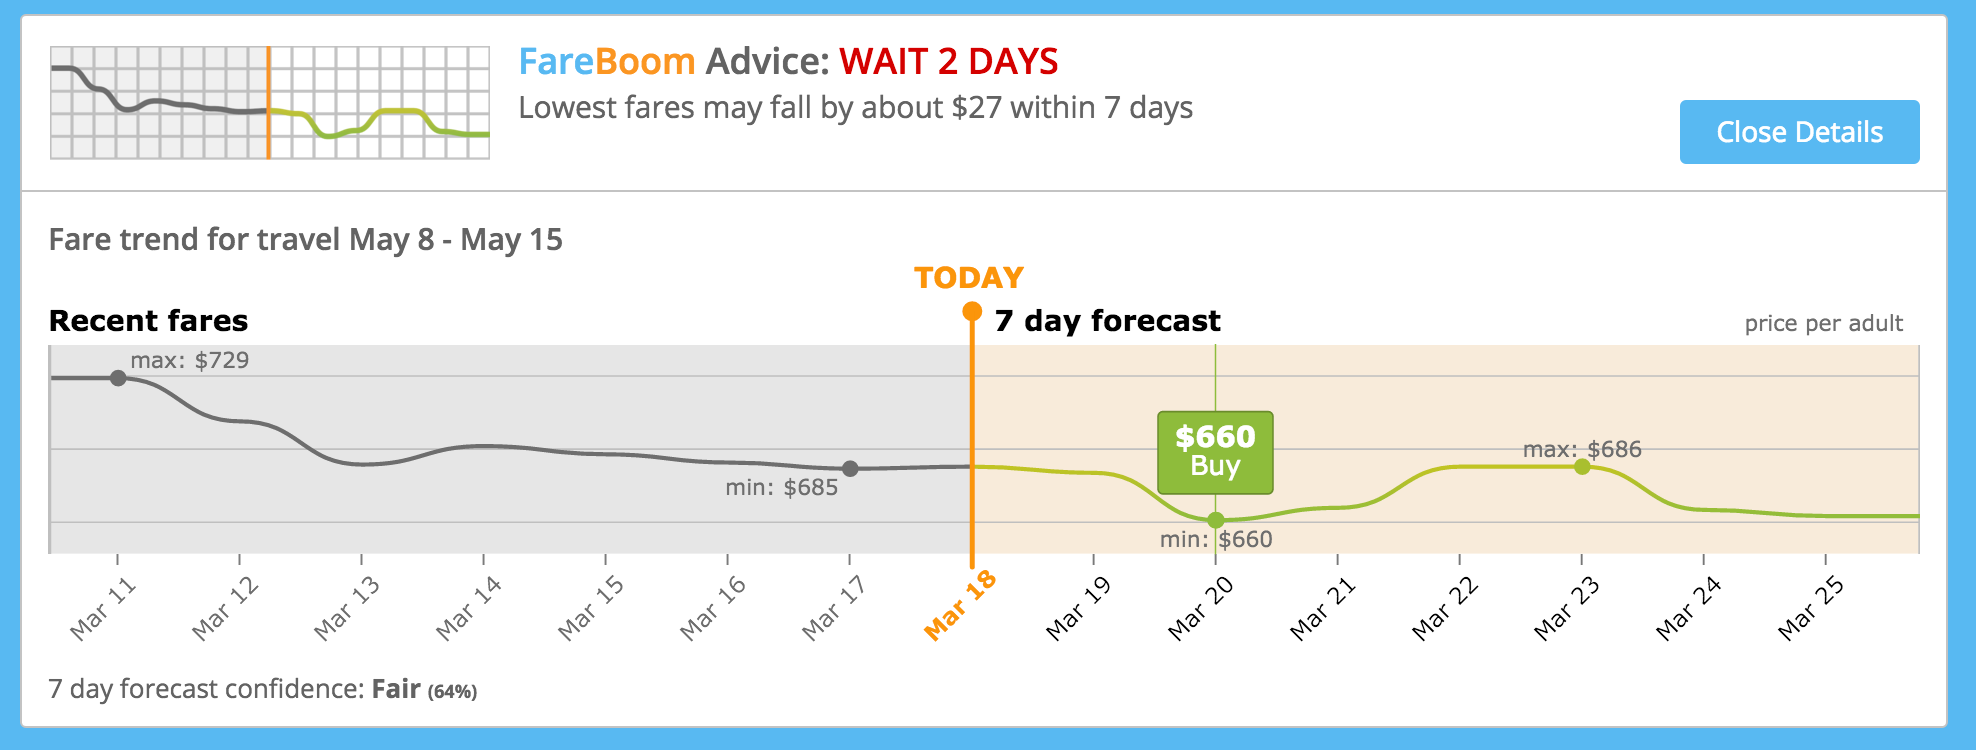 FareBoom Advice: WAIT 2 DAYS
Lowest fares may fall by about $27 within 7 days
Close Details
Fare trend for travel May 8 - May 15
TODAY
Recent fares
7 day forecast
price per adult
max: $729
$660
Buy
max: $686
min: $685
min: $660
Mar 11
Mar 12
Mar 13
Mar 14
Mar 15
Mar 16
Mar 17
Mar 18
Mar 19
Mar 20
Mar 21
Mar 22
Mar 23
Mar 24
Mar 25
7 day forecast confidence: Fair (64%)